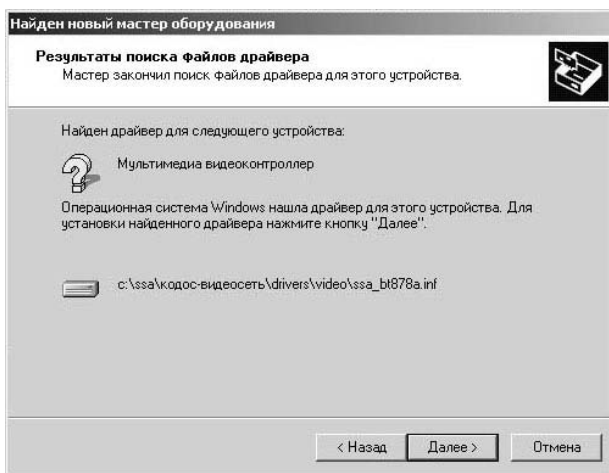 Найден новый мастер оборудования
Результаты поиска файлов драйвера
Мастер закончил поиск файлов драйвера для этого устройства.
Найден драйвер для следующего устройства:
Мультимедиа видеоконтроллер
Операционная система Windows нашла драйвер для этого устройства. Для
установки найденного драйвера нажмите кнопку "Далее".
c:\ssa\кодос-видеосеть\drivers\video\ssa_bt878a.inf
< Назад
Далее >
Отмена